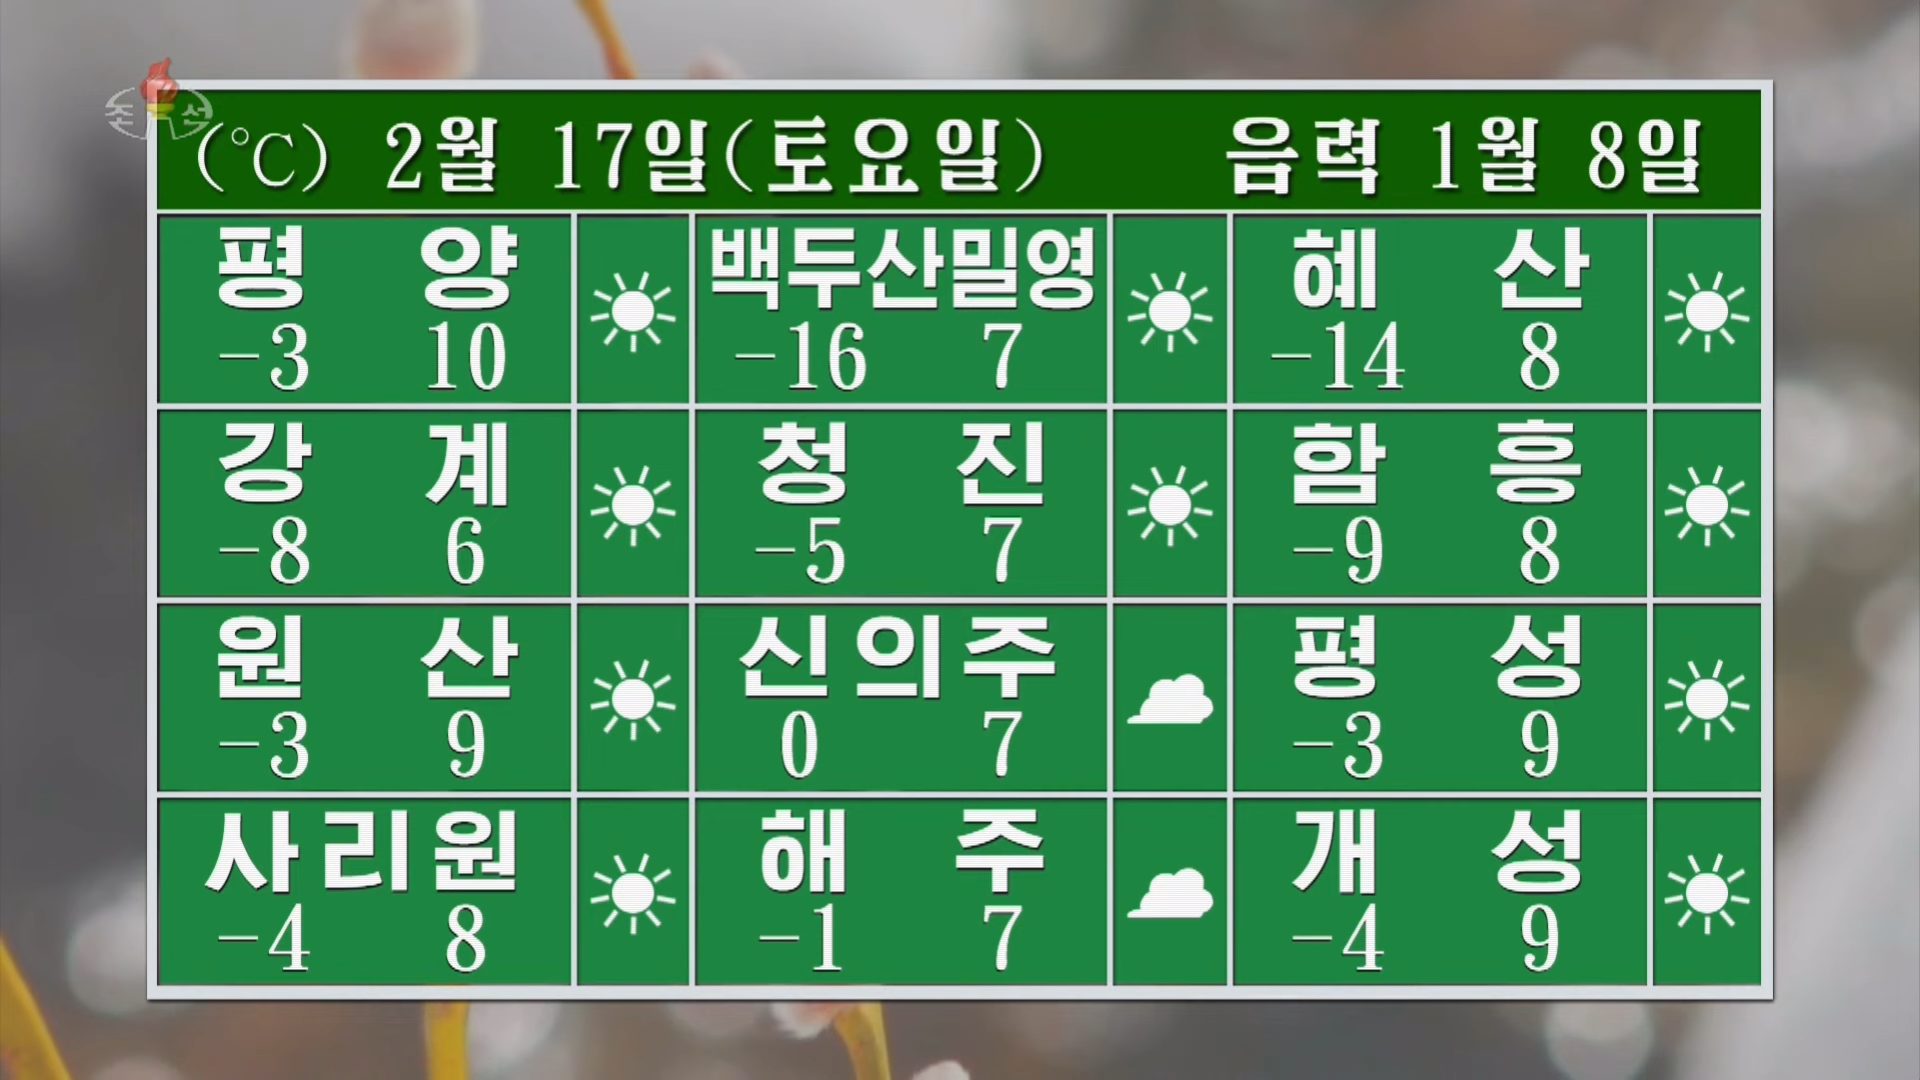 조선
(℃) 2월 17일(토요일) 음력 1월 8일
평양 백두산밀영 혜산
-3 10 -16 7 -14 8
강계 청진 함흥
-8 6 -5 7 -9 8
원산 신의주 평성
-3 9 0 7 -3 9
사리원 해주 개성
-4 8 -1 7 -4 9